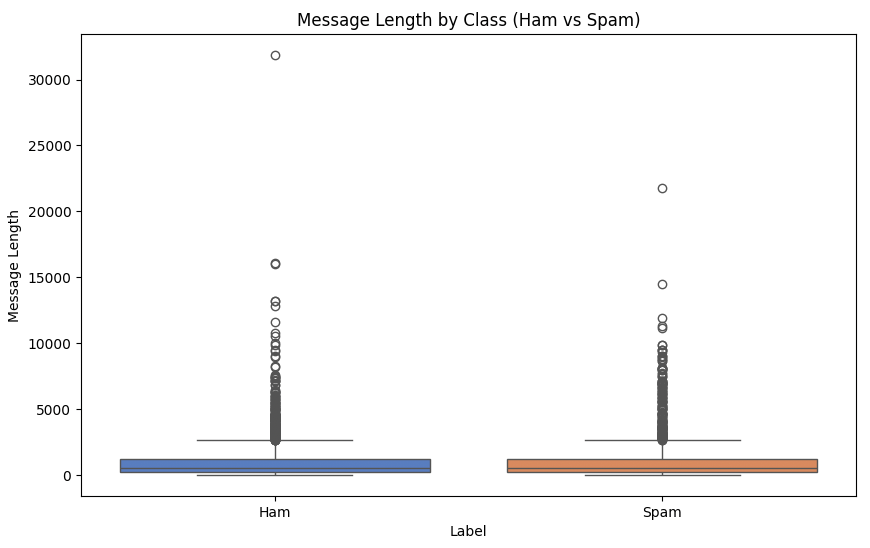 Message Length by Class (Ham vs Spam)
30000
25000
20000
15000
10000
5000
0
Message Length
Ham
Spam
Label